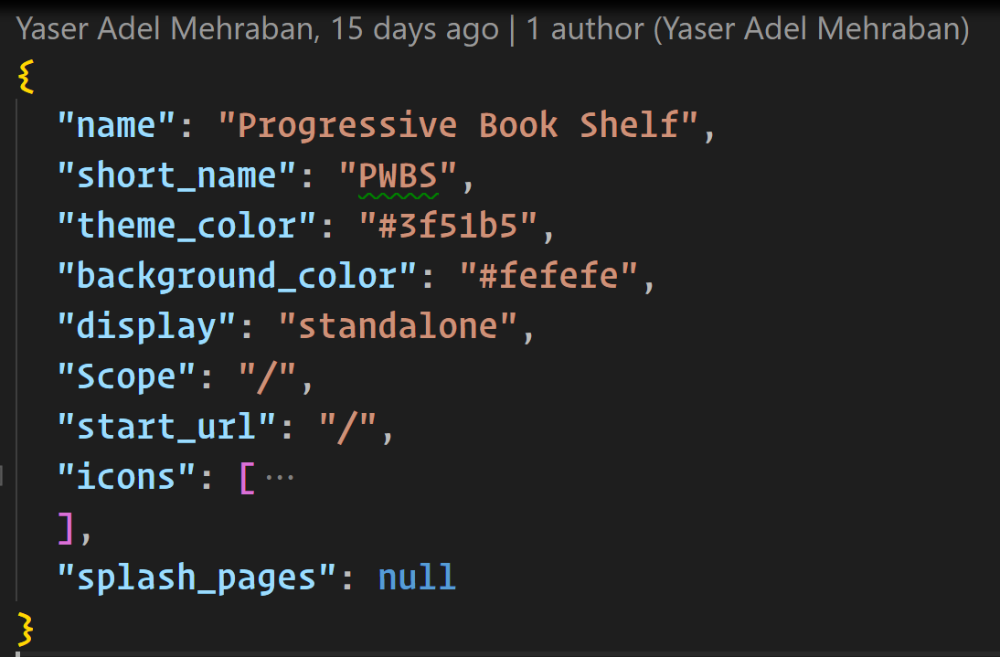 Yaser Adel Mehraban, 15 days ago | 1 author (Yaser Adel Mehraban)
{
"name": "Progressive Book Shelf",
"short_name": "PWBS",
"theme_color": "#3f51b5",
"background_color": "#fefefe",
"display": "standalone",
"Scope": "/",
"start_url": "/",
"icons": [ ···
],
"splash_pages": null
}